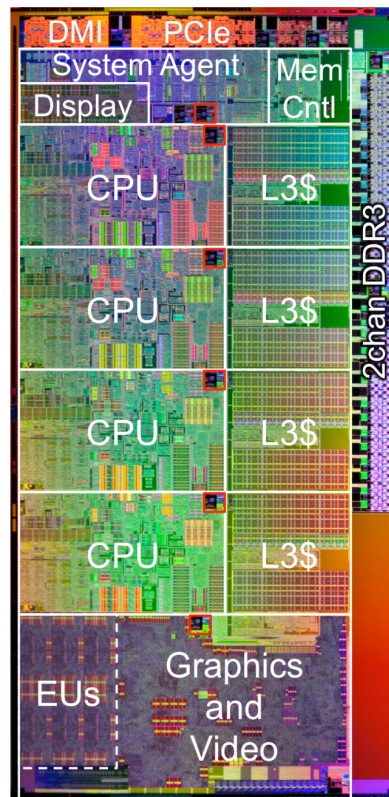 DMI
PCIe
System Agent
Display
Mem
Cntl
CPU
L3$
CPU
L3$
CPU
L3$
CPU
L3$
2chan DDR3
EUs
Graphics
and
Video